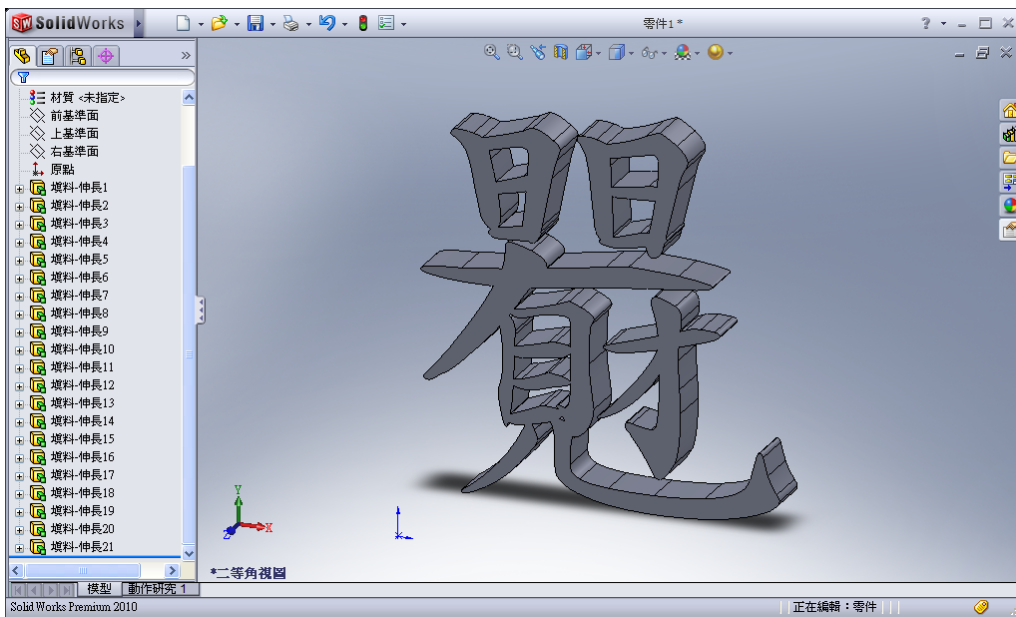 SolidWorks
零件1 *
材質 <未指定>
前基準面
上基準面
右基準面
原點
填料-伸長1
填料-伸長2
填料-伸長3
填料-伸長4
填料-伸長5
填料-伸長6
填料-伸長7
填料-伸長8
填料-伸長9
填料-伸長10
填料-伸長11
填料-伸長12
填料-伸長13
填料-伸長14
填料-伸長15
填料-伸長16
填料-伸長17
填料-伸長18
填料-伸長19
填料-伸長20
填料-伸長21
Y
X
Z
*二等角視圖
模型
動作研究 1
SolidWorks Premium 2010
正在編輯：零件